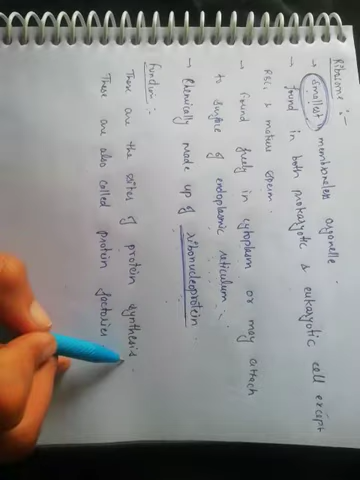 Ribosome :-
→ Smallest membraneless organelle.
→ found in both prokaryotic & eukaryotic cell except
RBC & mature sperm.
→ found freely in cytoplasm or may attach
to surface of endoplasmic reticulum.
→ Chemically made up of ribonucleoprotein
function :-
These are the sites of protein synthesis.
These are also called protein factories